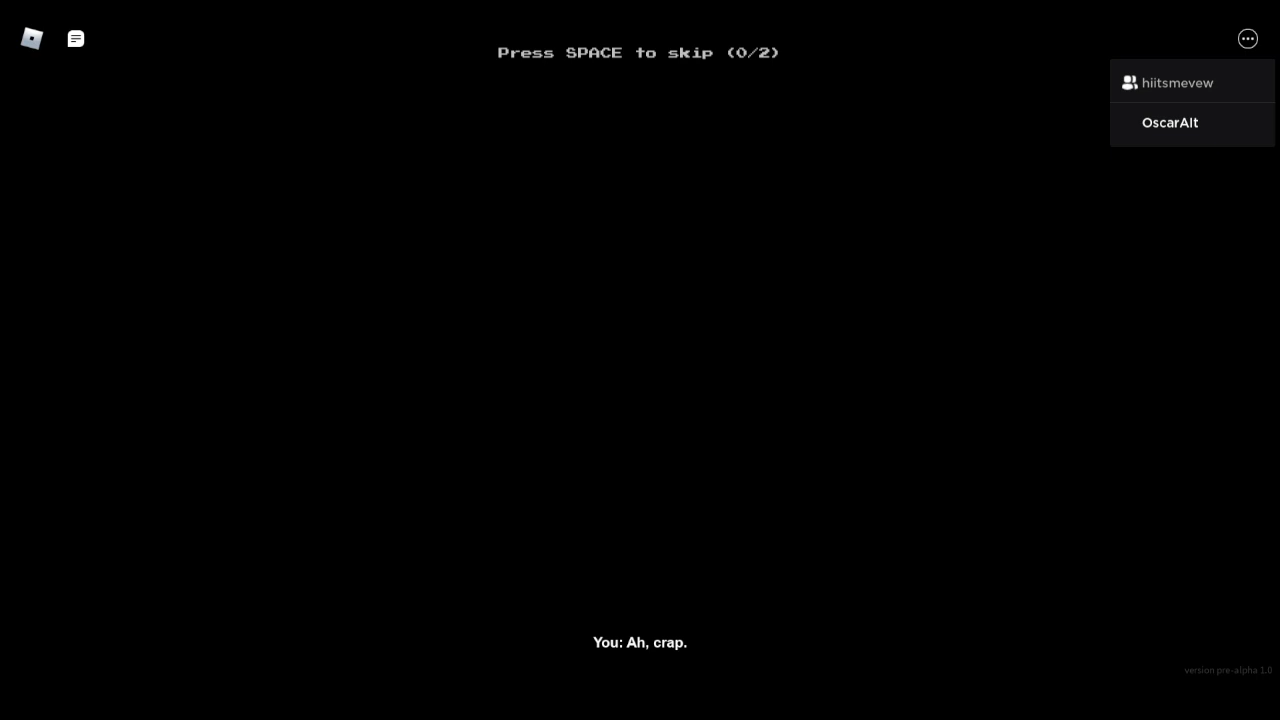 Press SPACE to skip (0/2)
hiitsmevew
OscarAlt
You: Ah, crap.
version pre-alpha 1.0